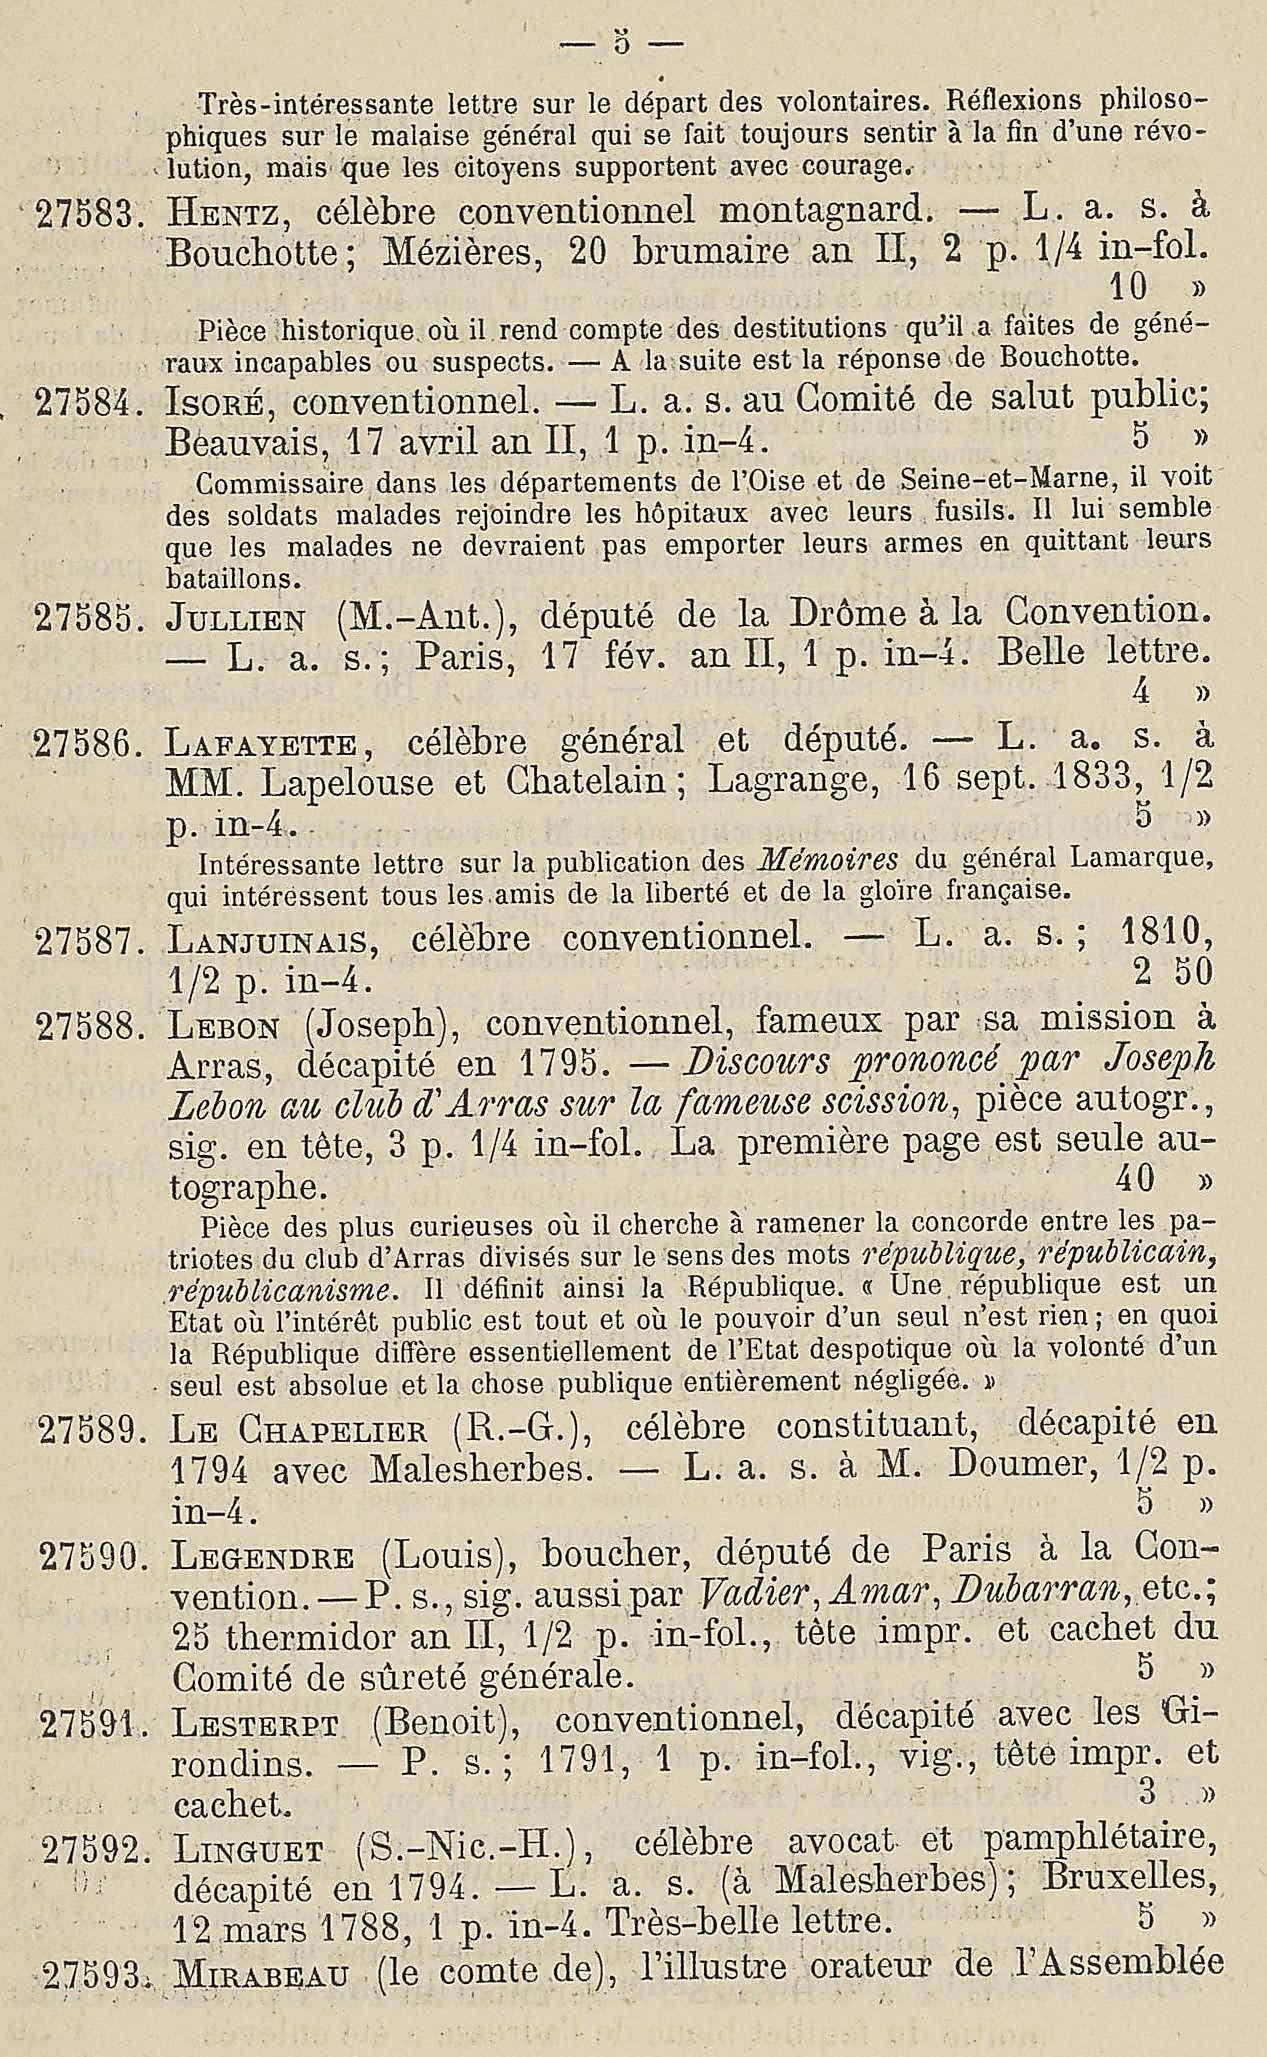 — 5 —
Très-intéressante lettre sur le départ des volontaires. Réflexions philoso-
phiques sur le malaise général qui se fait toujours sentir à la fin d'une révo-
lution, mais que les citoyens supportent avec courage.
27583. HENTZ, célèbre conventionnel montagnard. — L. a. s. à
Bouchotte; Mézières, 20 brumaire an II, 2 p. 1/4 in-fol.
10 »
Pièce historique où il rend compte des destitutions qu'il a faites de géné-
raux incapables ou suspects. — A la suite est la réponse de Bouchotte.
27584. ISORÉ, conventionnel. — L. a. s. au Comité de salut public;
Beauvais, 17 avril an II, 1 p. in-4. 5 »
Commissaire dans les départements de l'Oise et de Seine-et-Marne, il voit
des soldats malades rejoindre les hôpitaux avec leurs fusils. Il lui semble
que les malades ne devraient pas emporter leurs armes en quittant leurs
bataillons.
27585. JULLIEN (M.-Ant.), député de la Drôme à la Convention.
— L. a. s.; Paris, 17 fév. an II, 1 p. in-4. Belle lettre.
4 »
27586. LAFAYETTE, célèbre général et député. — L. a. s. à
MM. Lapelouse et Chatelain; Lagrange, 16 sept. 1833, 1/2
p. in-4. 5 »
Intéressante lettre sur la publication des Mémoires du général Lamarque,
qui intéressent tous les amis de la liberté et de la gloire française.
27587. LANJUINAIS, célèbre conventionnel. — L. a. s.; 1810,
1/2 p. in-4. 2 50
27588. LEBON (Joseph), conventionnel, fameux par sa mission à
Arras, décapité en 1795. — Discours prononcé par Joseph
Lebon au club d'Arras sur la fameuse scission, pièce autogr.,
sig. en tête, 3 p. 1/4 in-fol. La première page est seule au-
tographe. 40 »
Pièce des plus curieuses où il cherche à ramener la concorde entre les pa-
triotes du club d'Arras divisés sur le sens des mots république, républicain,
républicanisme. Il définit ainsi la République. « Une république est un
Etat où l'intérêt public est tout et où le pouvoir d'un seul n'est rien; en quoi
la République diffère essentiellement de l'Etat despotique où la volonté d'un
seul est absolue et la chose publique entièrement négligée. »
27589. LE CHAPELIER (R.-G.), célèbre constituant, décapité en
1794 avec Malesherbes. — L. a. s. à M. Doumer, 1/2 p.
in-4. 5 »
27590. LEGENDRE (Louis), boucher, député de Paris à la Con-
vention. — P. s., sig. aussi par Vadier, Amar, Dubarran, etc.;
25 thermidor an II, 1/2 p. in-fol., tête impr. et cachet du
Comité de sûreté générale. 5 »
27591. LESTERPT (Benoit), conventionnel, décapité avec les Gi-
rondins. — P. s.; 1791, 1 p. in-fol., vig., tête impr. et
cachet. 3 »
27592. LINGUET (S.-Nic.-H.), célèbre avocat et pamphlétaire,
décapité en 1794. — L. a. s. (à Malesherbes); Bruxelles,
12 mars 1788, 1 p. in-4. Très-belle lettre. 5 »
27593. MIRABEAU (le comte de), l'illustre orateur de l'Assemblée